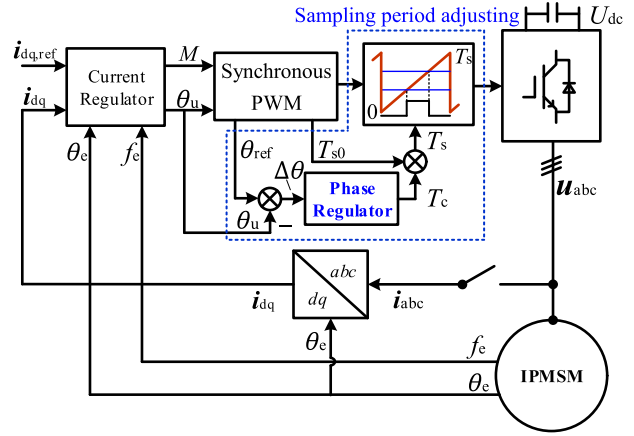 Sampling period adjusting
U_dc
i_dq,ref
i_dq
Current
Regulator
M
θ_u
Synchronous
PWM
T_s
0
θ_e
f_e
θ_ref
T_s0
T_s
Δθ
Phase
Regulator
T_c
θ_u
−
u_abc
i_dq
abc
dq
i_abc
θ_e
f_e
θ_e
IPMSM